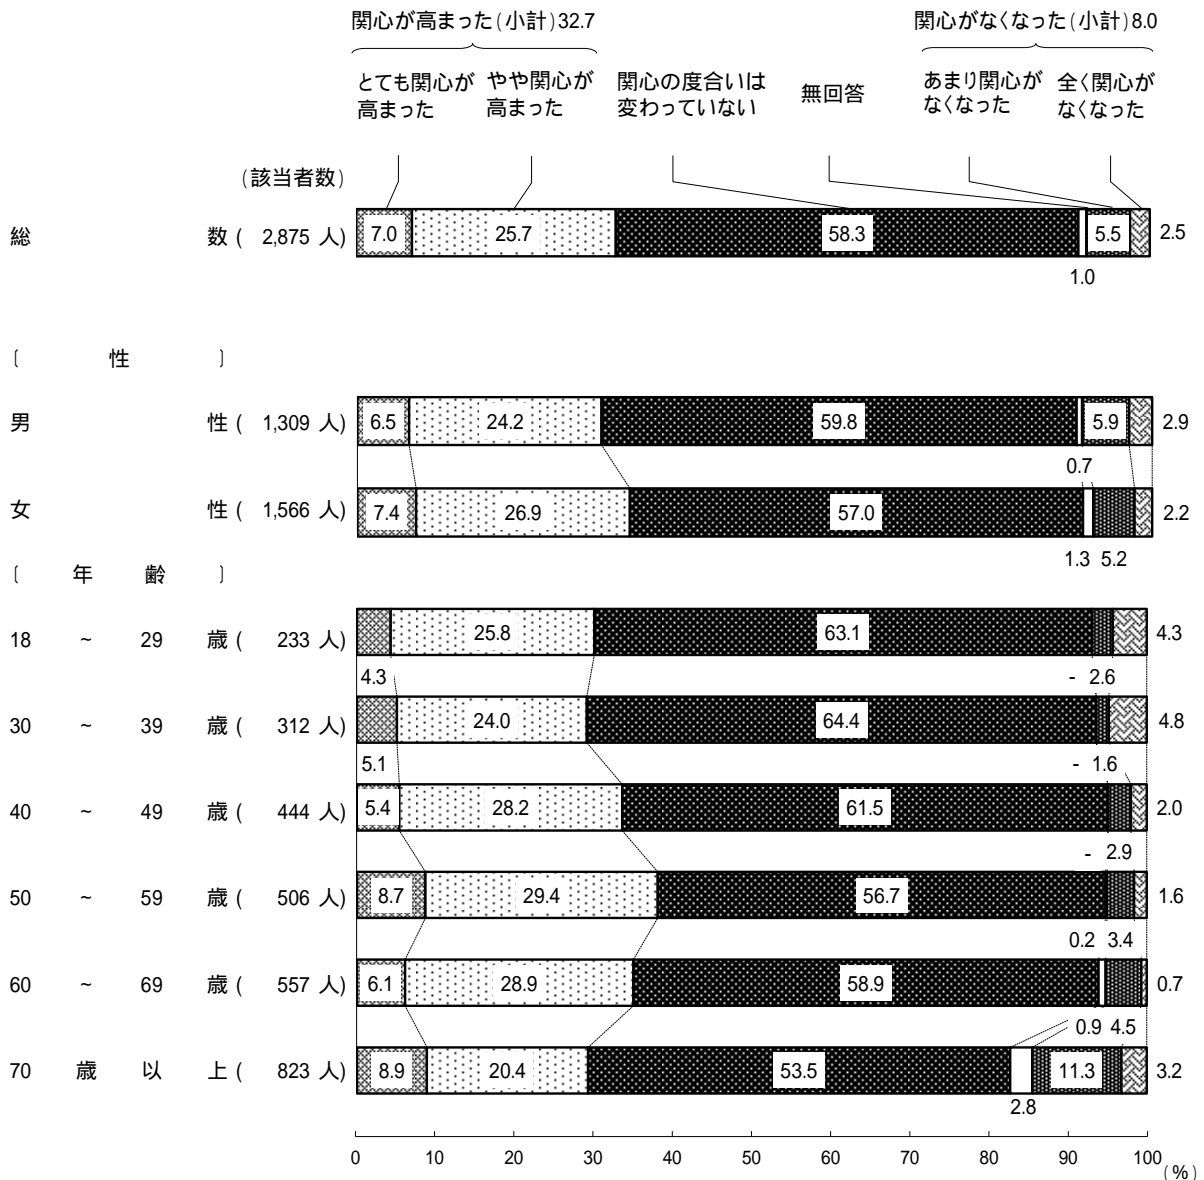 関心が高まった(小計)32.7 関心がなくなった(小計)8.0
とても関心が高まった やや関心が高まった 関心の度合いは変わっていない 無回答 あまり関心がなくなった 全く関心がなくなった
(該当者数)
総数( 2,875 人) 7.0 25.7 58.3 5.5 2.5
1.0
〔 性 〕
男性( 1,309 人) 6.5 24.2 59.8 5.9 2.9
0.7
女性( 1,566 人) 7.4 26.9 57.0 2.2
1.3 5.2
〔 年齢 〕
18 ~ 29 歳( 233 人) 25.8 63.1 4.3
4.3 - 2.6
30 ~ 39 歳( 312 人) 24.0 64.4 4.8
5.1 - 1.6
40 ~ 49 歳( 444 人) 5.4 28.2 61.5 2.0
- 2.9
50 ~ 59 歳( 506 人) 8.7 29.4 56.7 1.6
0.2 3.4
60 ~ 69 歳( 557 人) 6.1 28.9 58.9 0.7
0.9 4.5
70 歳以上( 823 人) 8.9 20.4 53.5 11.3 3.2
2.8
0 10 20 30 40 50 60 70 80 90 100
(%)